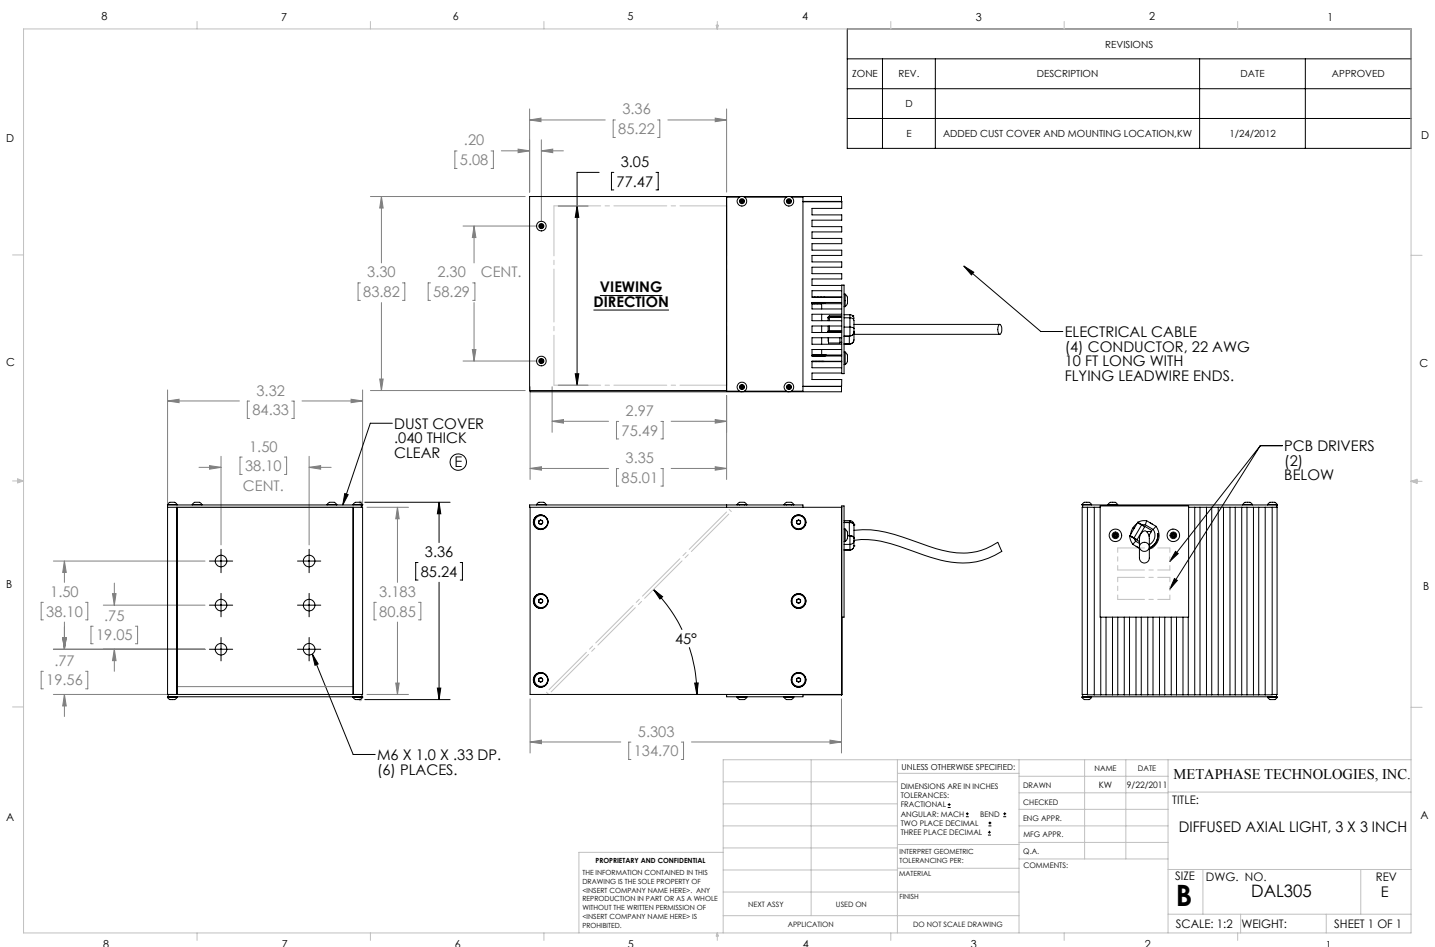 8 7 6 5 4 3 2 1
REVISIONS
ZONE REV. DESCRIPTION DATE APPROVED
D
E ADDED CUST COVER AND MOUNTING LOCATION,KW 1/24/2012
D D
3.36
[85.22]
.20
[5.08]
3.05
[77.47]
3.30
[83.82]
2.30 CENT.
[58.29]
VIEWING
DIRECTION
ELECTRICAL CABLE
(4) CONDUCTOR, 22 AWG
10 FT LONG WITH
FLYING LEADWIRE ENDS.
C C
3.32
[84.33]
2.97
[75.49]
DUST COVER
.040 THICK
CLEAR E
1.50
[38.10]
CENT.
3.35
[85.01]
PCB DRIVERS
(2)
BELOW
3.36
[85.24]
1.50
[38.10]
3.183
[80.85]
.75
[19.05]
.77
[19.56]
45°
B B
5.303
[134.70]
M6 X 1.0 X .33 DP.
(6) PLACES.
A A
UNLESS OTHERWISE SPECIFIED:
DIMENSIONS ARE IN INCHES
TOLERANCES:
FRACTIONAL ±
ANGULAR: MACH ± BEND ±
TWO PLACE DECIMAL ±
THREE PLACE DECIMAL ±
INTERPRET GEOMETRIC
TOLERANCING PER:
MATERIAL
FINISH
DO NOT SCALE DRAWING
NAME DATE
DRAWN KW 9/22/2011
CHECKED
ENG APPR.
MFG APPR.
Q.A.
COMMENTS:
METAPHASE TECHNOLOGIES, INC.
TITLE:
DIFFUSED AXIAL LIGHT, 3 X 3 INCH
SIZE DWG. NO. REV
B DAL305 E
SCALE: 1:2 WEIGHT: SHEET 1 OF 1
PROPRIETARY AND CONFIDENTIAL
THE INFORMATION CONTAINED IN THIS
DRAWING IS THE SOLE PROPERTY OF
<INSERT COMPANY NAME HERE>. ANY
REPRODUCTION IN PART OR AS A WHOLE
WITHOUT THE WRITTEN PERMISSION OF
<INSERT COMPANY NAME HERE> IS
PROHIBITED.
NEXT ASSY USED ON
APPLICATION
8 7 6 5 4 3 2 1